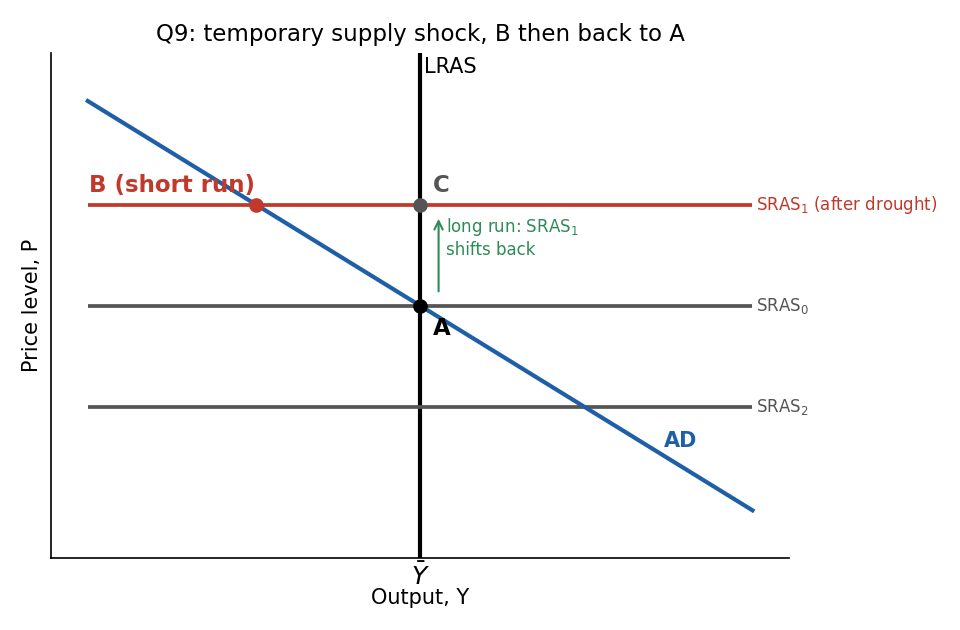 Q9: temporary supply shock, B then back to A
LRAS
B (short run)
C
SRAS₁ (after drought)
long run: SRAS₁
shifts back
SRAS₀
A
SRAS₂
AD
Price level, P
Ȳ
Output, Y